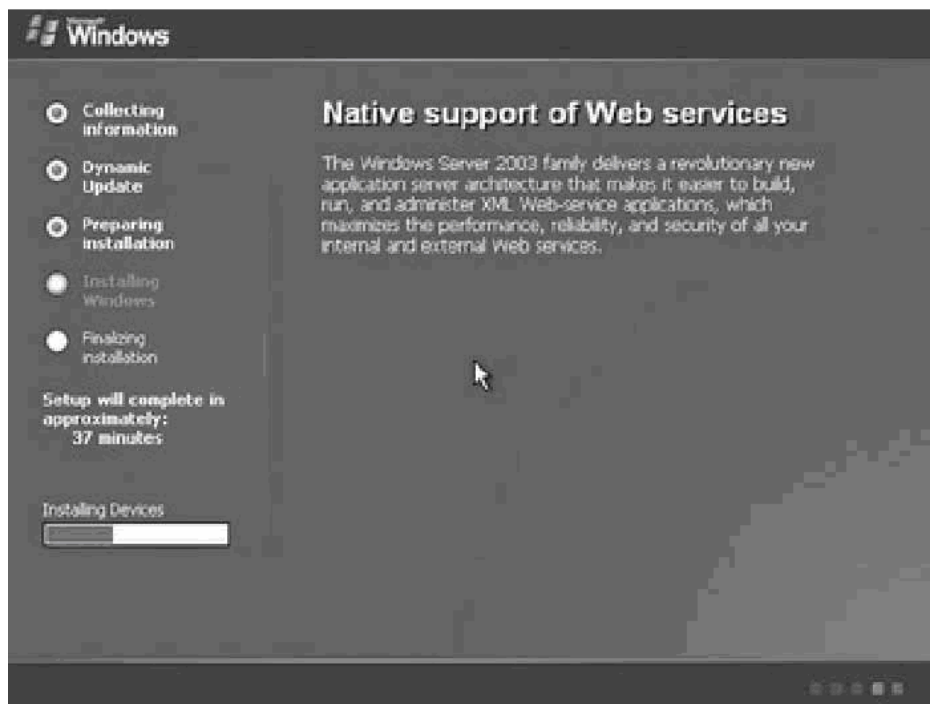 Microsoft
Windows
Collecting
information
Dynamic
Update
Preparing
installation
Installing
Windows
Finalizing
installation
Setup will complete in
approximately:
37 minutes
Installing Devices
Native support of Web services
The Windows Server 2003 family delivers a revolutionary new
application server architecture that makes it easier to build,
run, and administer XML Web-service applications, which
maximizes the performance, reliability, and security of all your
internal and external Web services.